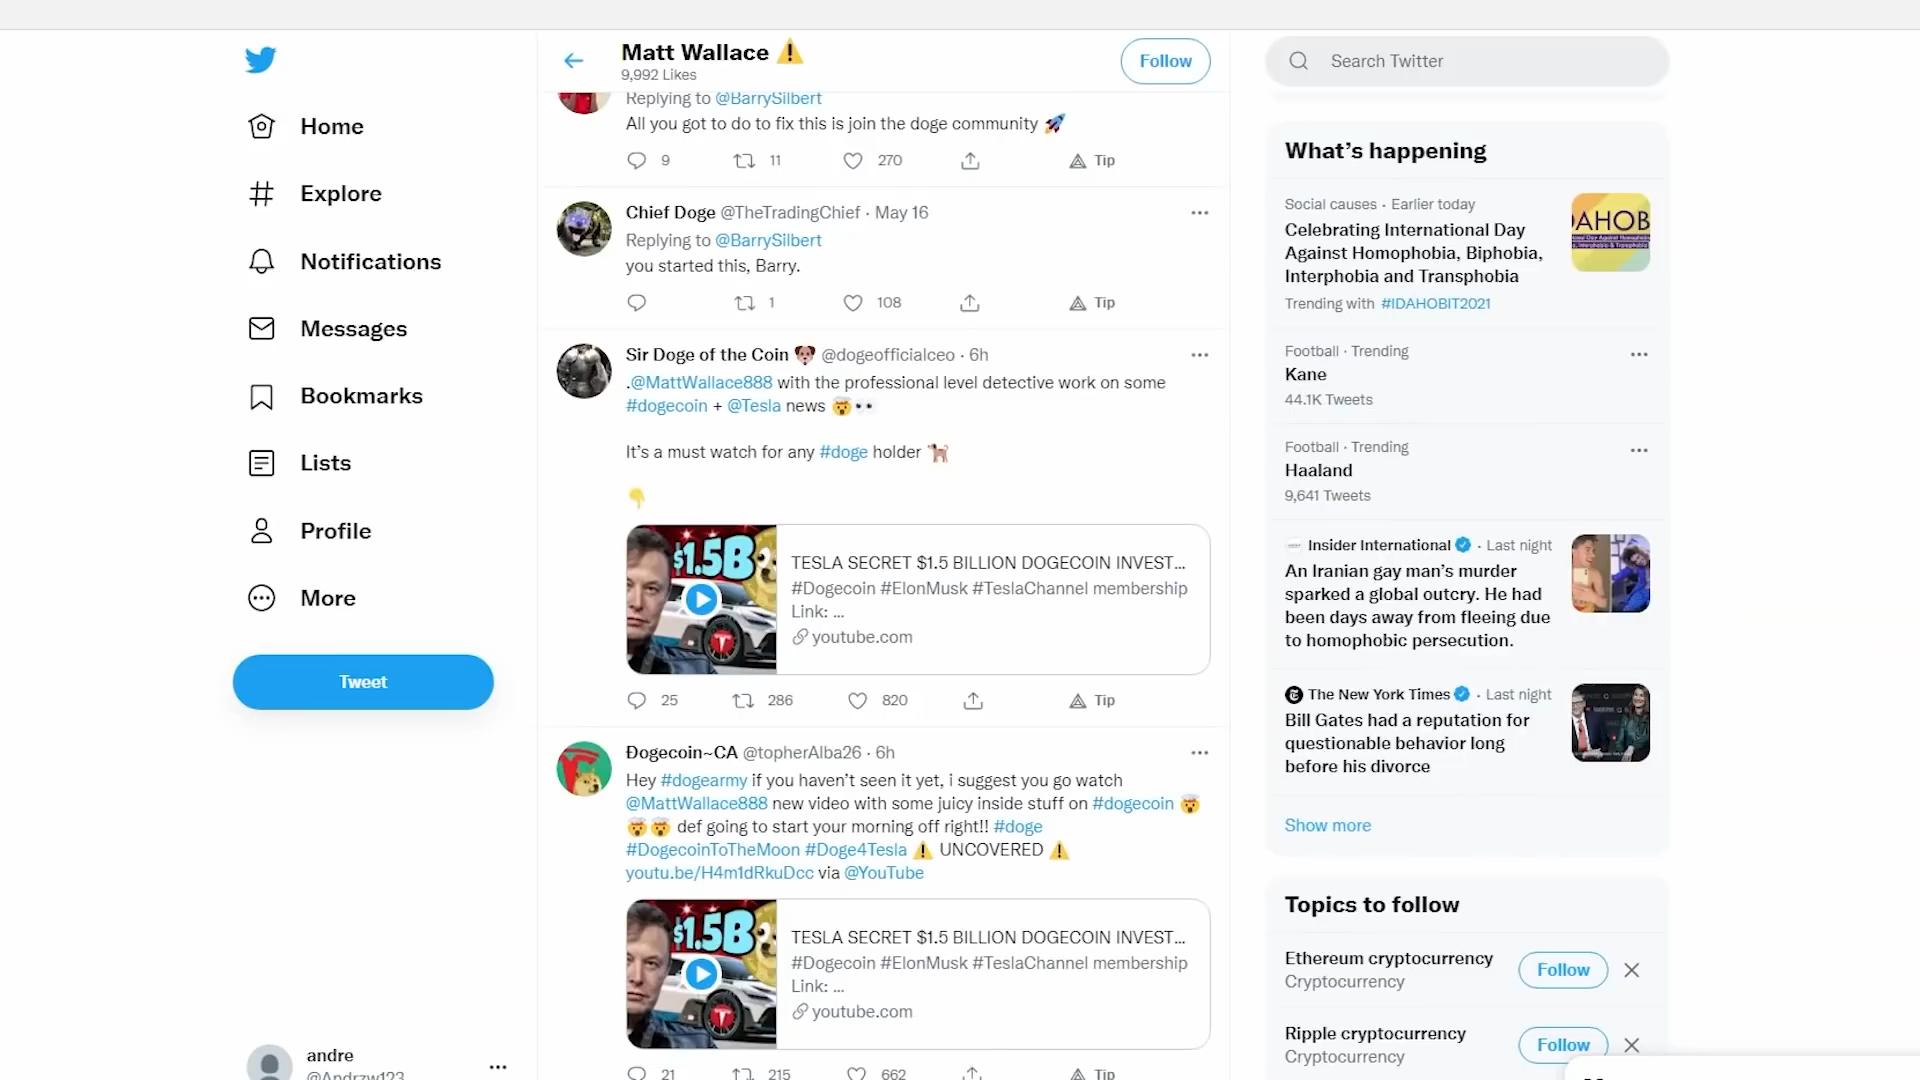 Home
Explore
Notifications
Messages
Bookmarks
Lists
Profile
More
Tweet
andre
@Andrzw123
Matt Wallace ⚠️
9,992 Likes
Follow
Replying to @BarrySilbert
All you got to do to fix this is join the doge community 🚀
9 11 270 Tip
Chief Doge @TheTradingChief · May 16
Replying to @BarrySilbert
you started this, Barry.
1 108 Tip
Sir Doge of the Coin 🐶 @dogeofficialceo · 6h
.@MattWallace888 with the professional level detective work on some
#dogecoin + @Tesla news 🤯👀
It's a must watch for any #doge holder 🐕
👇
$1.5B
TESLA SECRET $1.5 BILLION DOGECOIN INVEST...
#Dogecoin #ElonMusk #TeslaChannel membership
Link: ...
youtube.com
25 286 820 Tip
Ðogecoin~CA @topherAlba26 · 6h
Hey #dogearmy if you haven't seen it yet, i suggest you go watch
@MattWallace888 new video with some juicy inside stuff on #dogecoin 🤯
🤯🤯 def going to start your morning off right!! #doge
#DogecoinToTheMoon #Doge4Tesla ⚠️ UNCOVERED ⚠️
youtu.be/H4m1dRkuDcc via @YouTube
$1.5B
TESLA SECRET $1.5 BILLION DOGECOIN INVEST...
#Dogecoin #ElonMusk #TeslaChannel membership
Link: ...
youtube.com
21 215 662 Tip
Search Twitter
What's happening
Social causes · Earlier today
Celebrating International Day
Against Homophobia, Biphobia,
Interphobia and Transphobia
Trending with #IDAHOBIT2021
DAHOB
Football · Trending
Kane
44.1K Tweets
Football · Trending
Haaland
9,641 Tweets
Insider International · Last night
An Iranian gay man's murder
sparked a global outcry. He had
been days away from fleeing due
to homophobic persecution.
The New York Times · Last night
Bill Gates had a reputation for
questionable behavior long
before his divorce
Show more
Topics to follow
Ethereum cryptocurrency
Cryptocurrency
Follow
Ripple cryptocurrency
Cryptocurrency
Follow